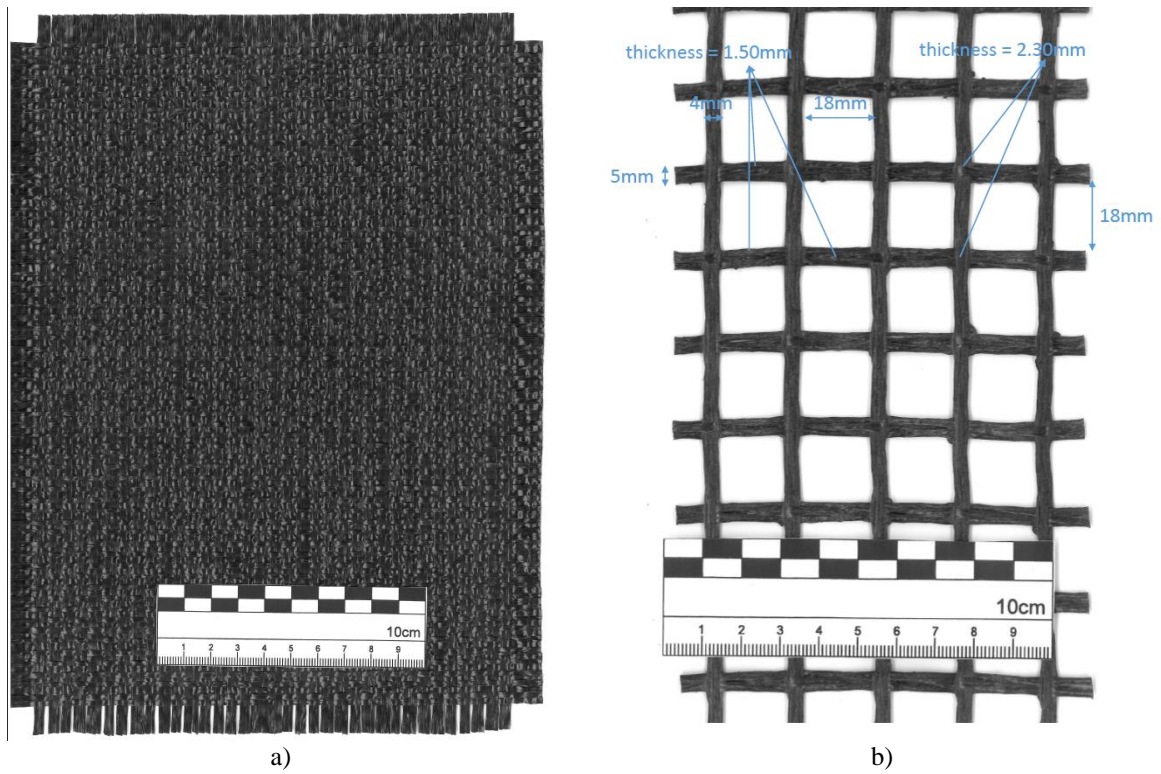 10cm
1 2 3 4 5 6 7 8 9
a)
thickness = 1.50mm
thickness = 2.30mm
4mm
18mm
5mm
18mm
10cm
1 2 3 4 5 6 7 8 9
b)